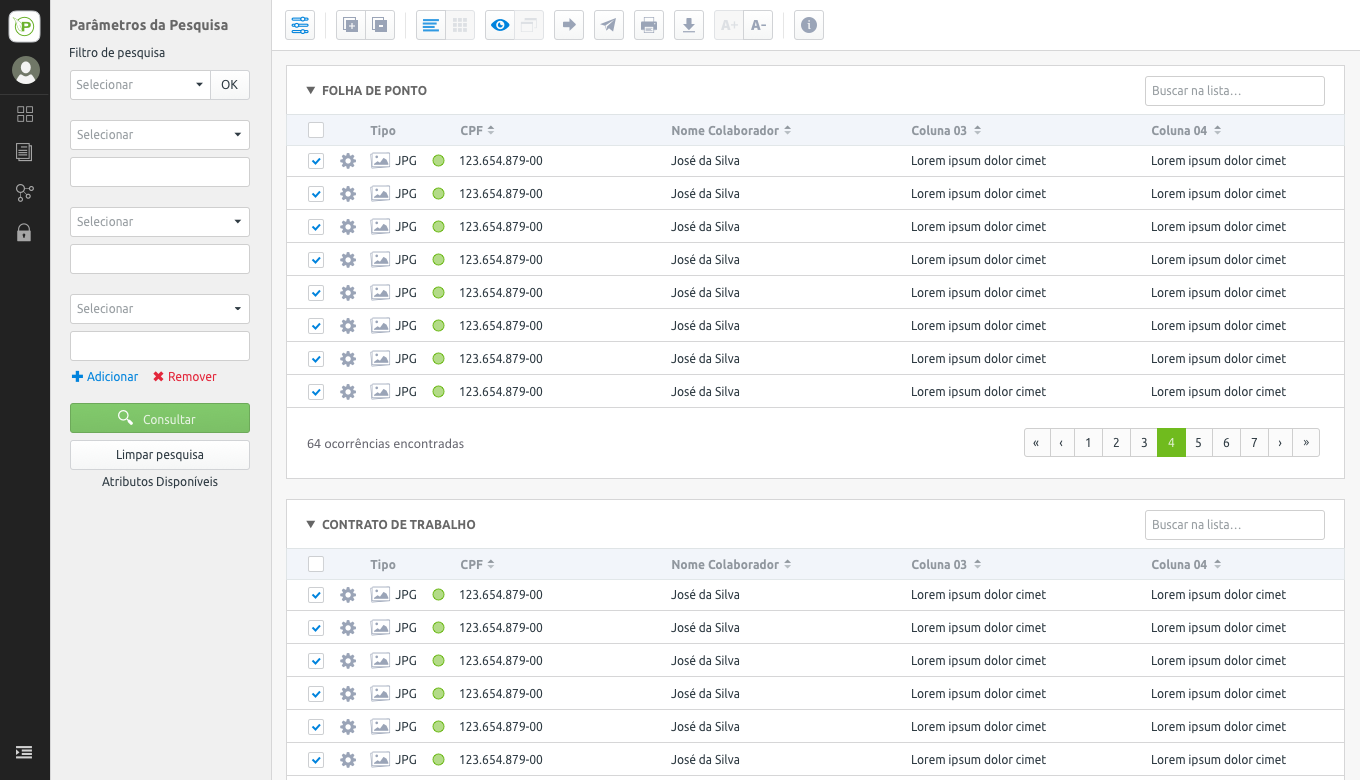 P
Parâmetros da Pesquisa
Filtro de pesquisa
Selecionar OK
Selecionar
Selecionar
Selecionar
Adicionar Remover
Consultar
Limpar pesquisa
Atributos Disponíveis
A+ A-
FOLHA DE PONTO Buscar na lista...
Tipo CPF Nome Colaborador Coluna 03 Coluna 04
JPG 123.654.879-00 José da Silva Lorem ipsum dolor cimet Lorem ipsum dolor cimet
JPG 123.654.879-00 José da Silva Lorem ipsum dolor cimet Lorem ipsum dolor cimet
JPG 123.654.879-00 José da Silva Lorem ipsum dolor cimet Lorem ipsum dolor cimet
JPG 123.654.879-00 José da Silva Lorem ipsum dolor cimet Lorem ipsum dolor cimet
JPG 123.654.879-00 José da Silva Lorem ipsum dolor cimet Lorem ipsum dolor cimet
JPG 123.654.879-00 José da Silva Lorem ipsum dolor cimet Lorem ipsum dolor cimet
JPG 123.654.879-00 José da Silva Lorem ipsum dolor cimet Lorem ipsum dolor cimet
JPG 123.654.879-00 José da Silva Lorem ipsum dolor cimet Lorem ipsum dolor cimet
64 ocorrências encontradas « ‹ 1 2 3 4 5 6 7 › »
CONTRATO DE TRABALHO Buscar na lista...
Tipo CPF Nome Colaborador Coluna 03 Coluna 04
JPG 123.654.879-00 José da Silva Lorem ipsum dolor cimet Lorem ipsum dolor cimet
JPG 123.654.879-00 José da Silva Lorem ipsum dolor cimet Lorem ipsum dolor cimet
JPG 123.654.879-00 José da Silva Lorem ipsum dolor cimet Lorem ipsum dolor cimet
JPG 123.654.879-00 José da Silva Lorem ipsum dolor cimet Lorem ipsum dolor cimet
JPG 123.654.879-00 José da Silva Lorem ipsum dolor cimet Lorem ipsum dolor cimet
JPG 123.654.879-00 José da Silva Lorem ipsum dolor cimet Lorem ipsum dolor cimet